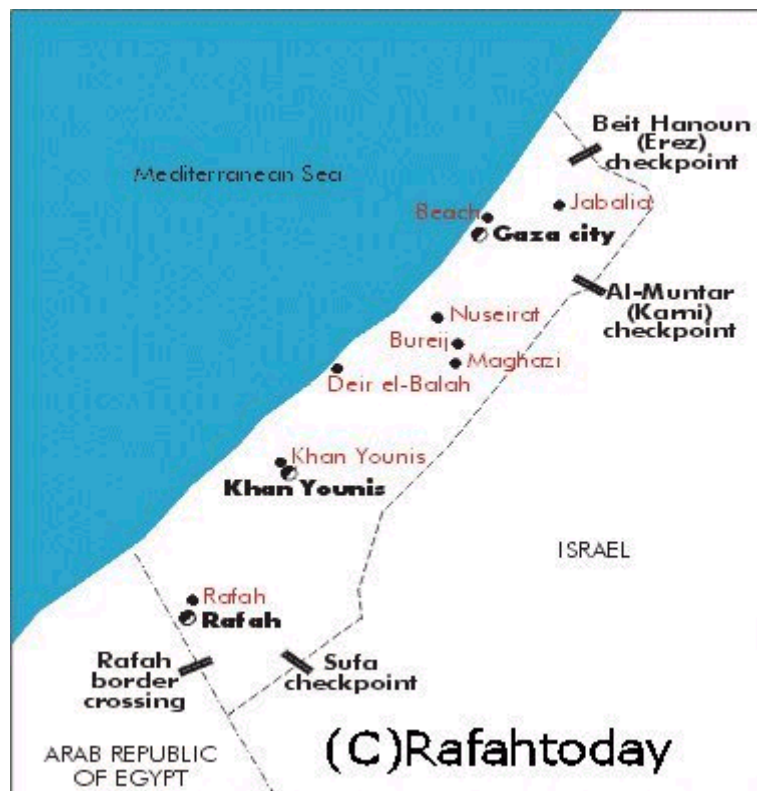 Beit Hanoun
(Erez)
checkpoint
Mediterranean Sea
Jabalia
Beach
Gaza city
Al-Muntar
(Karni)
checkpoint
Nuseirat
Bureij
Maghazi
Deir el-Balah
Khan Younis
Khan Younis
ISRAEL
Rafah
Rafah
Rafah
border
crossing
Sufa
checkpoint
(C)Rafahtoday
ARAB REPUBLIC
OF EGYPT